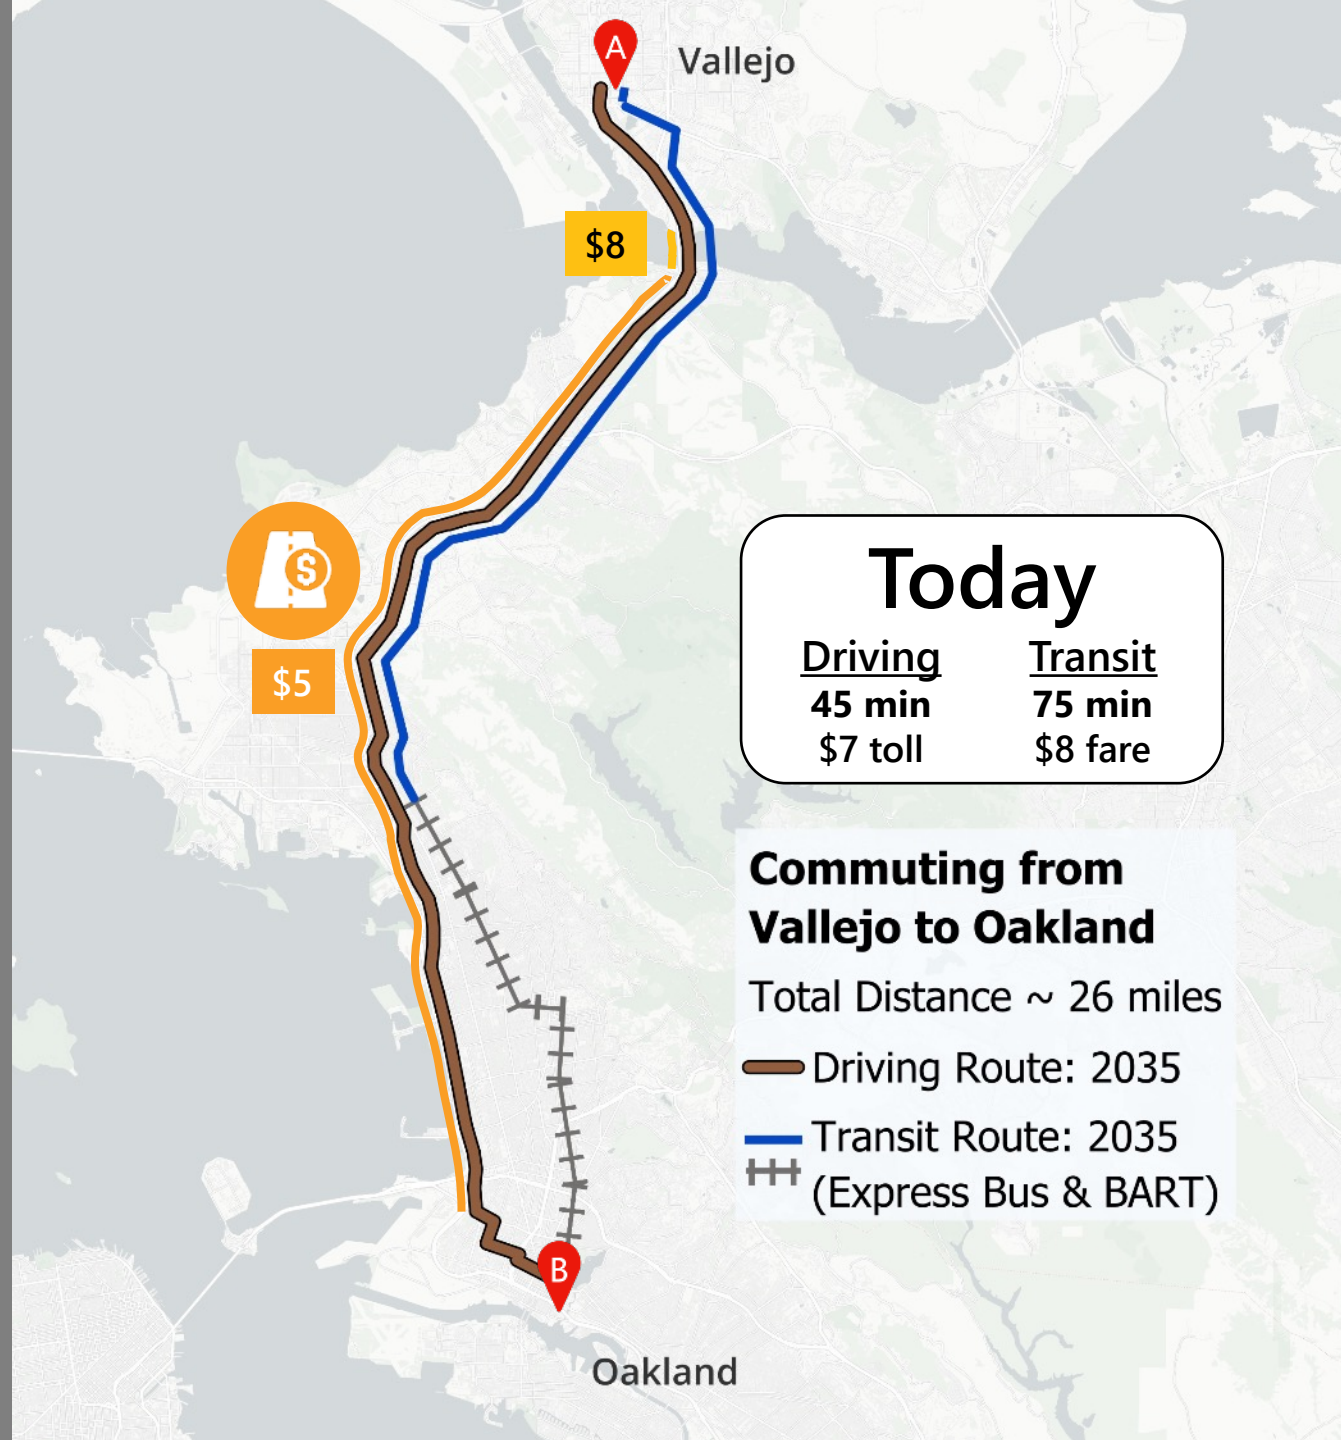 A
Vallejo
$8
$
$5
Today
Driving Transit
45 min 75 min
$7 toll $8 fare
Commuting from
Vallejo to Oakland
Total Distance ~ 26 miles
Driving Route: 2035
Transit Route: 2035
(Express Bus & BART)
B
Oakland